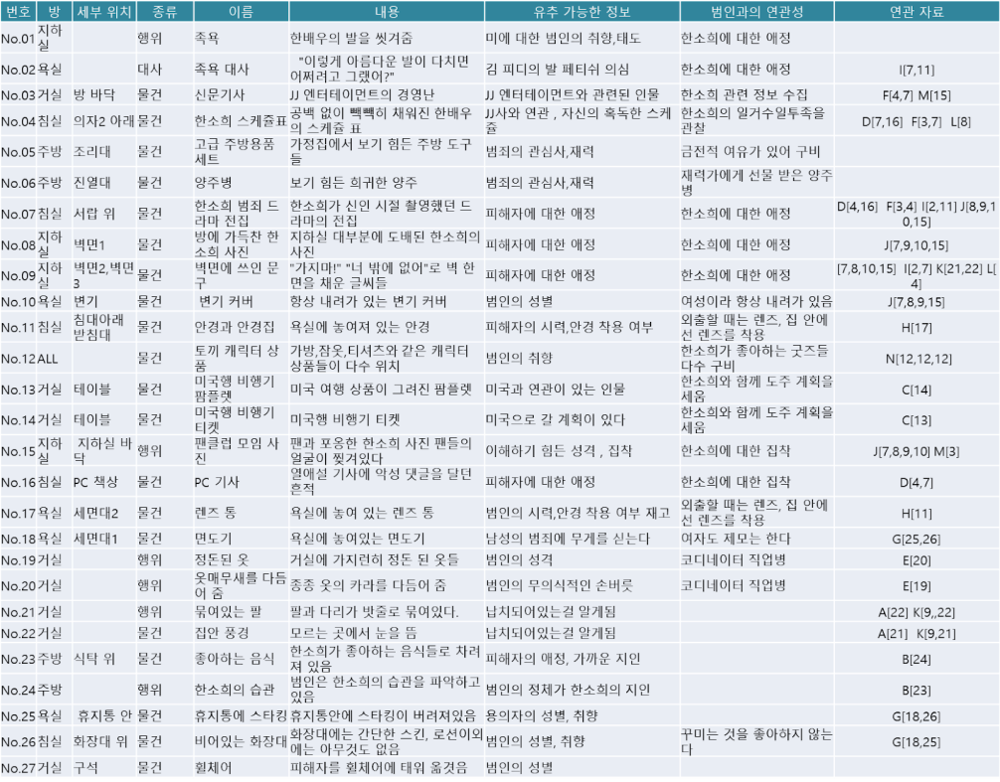 번호 방 세부 위치 종류 이름 내용 유추 가능한 정보 범인과의 연관성 연관 자료
No.01 지하실 행위 족욕 한배우의 발을 씻겨줌 미에 대한 범인의 취향,태도 한소희에 대한 애정
No.02 욕실 대사 족욕 대사 "이렇게 아름다운 발이 다치면 어쩌려고 그랬어?" 김 피디의 발 페티쉬 의심 한소희에 대한 애정 I[7,11]
No.03 거실 방 바닥 물건 신문기사 JJ 엔터테이먼트의 경영난 JJ 엔터테이먼트와 관련된 인물 한소희 관련 정보 수집 F[4,7] M[15]
No.04 침실 의자2 아래 물건 한소희 스케쥴표 공백 없이 빽빽히 채워진 한배우의 스케쥴 표 JJ사와 연관 , 자신의 혹독한 스케쥴 한소희의 일거수일투족을 관찰 D[7,16] F[3,7] L[8]
No.05 주방 조리대 물건 고급 주방용품 세트 가정집에서 보기 힘든 주방 도구들 범죄의 관심사,재력 금전적 여유가 있어 구비
No.06 주방 진열대 물건 양주병 보기 힘든 희귀한 양주 범죄의 관심사,재력 재력가에게 선물 받은 양주병
No.07 침실 서랍 위 물건 한소희 범죄 드라마 전집 한소희가 신인 시절 촬영했던 드라마의 전집 피해자에 대한 애정 한소희에 대한 애정 D[4,16] F[3,4] I[2,11] J[8,9,10,15]
No.08 지하실 벽면1 물건 방에 가득찬 한소희 사진 지하실 대부분에 도배된 한소희의 사진 피해자에 대한 애정 한소희에 대한 애정 J[7,9,10,15]
No.09 지하실 벽면2,벽면3 물건 벽면에 쓰인 문구 "가지마!" "너 밖에 없어"로 벽 한 면을 채운 글씨들 피해자에 대한 애정 한소희에 대한 애정 [7,8,10,15] I[2,7] K[21,22] L[4]
No.10 욕실 변기 물건 변기 커버 항상 내려가 있는 변기 커버 범인의 성별 여성이라 항상 내려가 있음 J[7,8,9,15]
No.11 침실 침대아래 받침대 물건 안경과 안경집 욕실에 놓여져 있는 안경 피해자의 시력,안경 착용 여부 외출할 때는 렌즈, 집 안에선 렌즈를 착용 H[17]
No.12 ALL 물건 토끼 캐릭터 상품 가방,잠옷,티셔츠와 같은 캐릭터 상품들이 다수 위치 범인의 취향 한소희가 좋아하는 굿즈들 다수 구비 N[12,12,12]
No.13 거실 테이블 물건 미국행 비행기 팜플렛 미국 여행 상품이 그려진 팜플렛 미국과 연관이 있는 인물 한소희와 함께 도주 계획을 세움 C[14]
No.14 거실 테이블 물건 미국행 비행기 티켓 미국행 비행기 티켓 미국으로 갈 계획이 있다 한소희와 함께 도주 계획을 세움 C[13]
No.15 지하실 지하실 바닥 행위 팬클럽 모임 사진 팬과 포옹한 한소희 사진 팬들의 얼굴이 찢겨있다 이해하기 힘든 성격 , 집착 한소희에 대한 집착 J[7,8,9,10] M[3]
No.16 침실 PC 책상 물건 PC 기사 열애설 기사에 악성 댓글을 달던 흔적 피해자에 대한 애정 한소희에 대한 집착 D[4,7]
No.17 욕실 세면대2 물건 렌즈 통 욕실에 놓여 있는 렌즈 통 범인의 시력,안경 착용 여부 재고 외출할 때는 렌즈, 집 안에선 렌즈를 착용 H[11]
No.18 욕실 세면대1 물건 면도기 욕실에 놓여있는 면도기 남성의 범죄에 무게를 싣는다 여자도 제모는 한다 G[25,26]
No.19 거실 행위 정돈된 옷 거실에 가지런히 정돈 된 옷들 범인의 성격 코디네이터 직업병 E[20]
No.20 거실 행위 옷매무새를 다듬어 줌 종종 옷의 카라를 다듬어 줌 범인의 무의식적인 손버릇 코디네이터 직업병 E[19]
No.21 거실 행위 묶여있는 팔 팔과 다리가 밧줄로 묶여있다. 납치되어있는걸 알게됨 A[22] K[9,,22]
No.22 거실 물건 집안 풍경 모르는 곳에서 눈을 뜸 납치되어있는걸 알게됨 A[21] K[9,21]
No.23 주방 식탁 위 물건 좋아하는 음식 한소희가 좋아하는 음식들로 차려져 있음 피해자의 애정, 가까운 지인 B[24]
No.24 주방 행위 한소희의 습관 범인은 한소희의 습관을 파악하고 있음 범인의 정체가 한소희의 지인 B[23]
No.25 욕실 휴지통 안 물건 휴지통에 스타킹 휴지통안에 스타킹이 버려져있음 용의자의 성별, 취향 G[18,26]
No.26 침실 화장대 위 물건 비어있는 화장대 화장대에는 간단한 스킨, 로션이외에는 아무것도 없음 범인의 성별, 취향 꾸미는 것을 좋아하지 않는다 G[18,25]
No.27 거실 구석 물건 휠체어 피해자를 휠체어에 태워 옮겻음 범인의 성별